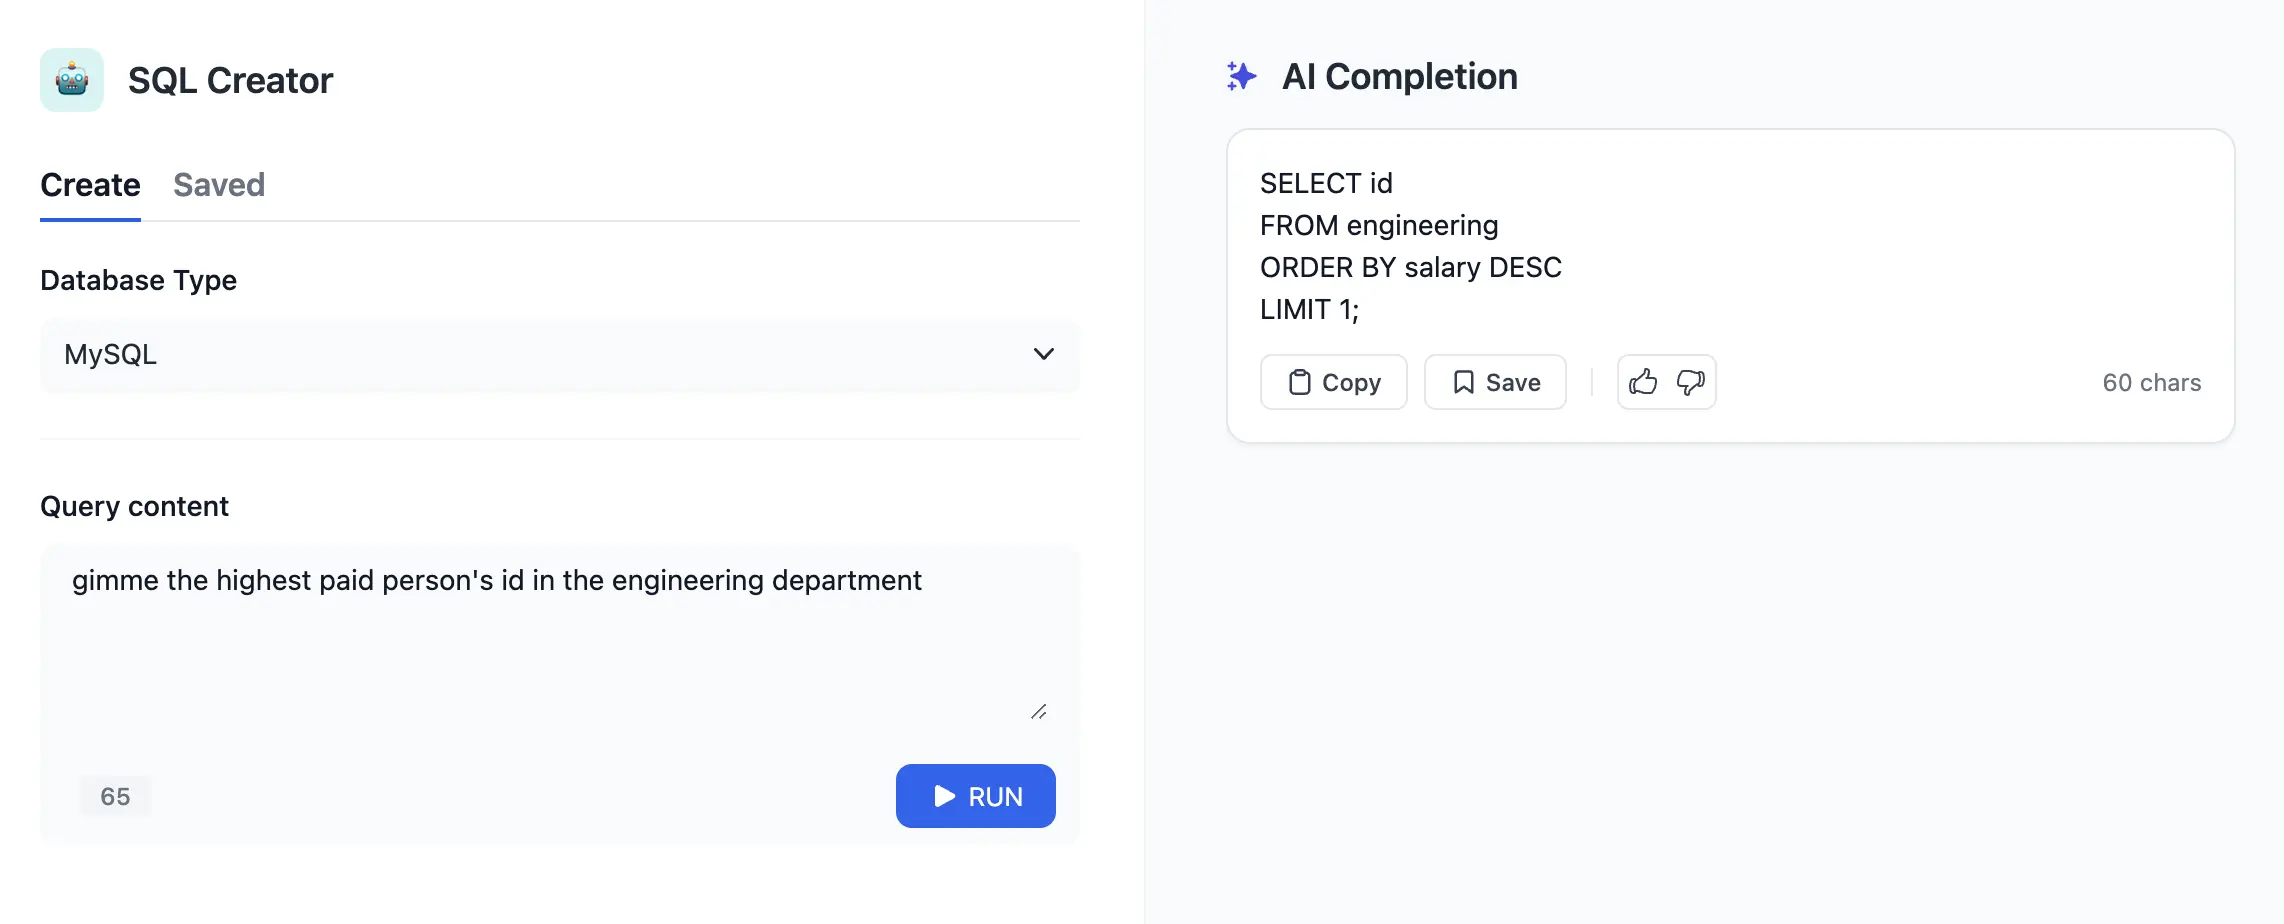 SQL Creator
Create
Saved
Database Type
MySQL
Query content
gimme the highest paid person's id in the engineering department
65
RUN
AI Completion
SELECT id
FROM engineering
ORDER BY salary DESC
LIMIT 1;
Copy
Save
60 chars